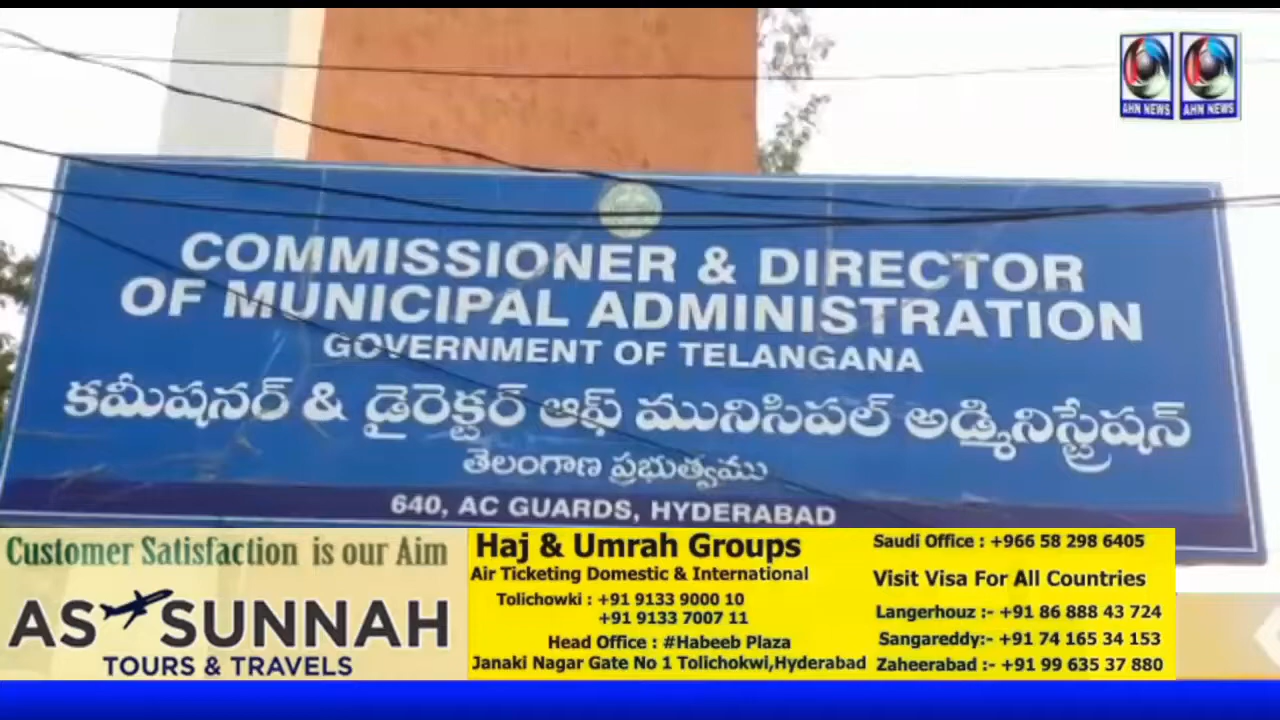 AHN NEWS AHN NEWS
COMMISSIONER & DIRECTOR
OF MUNICIPAL ADMINISTRATION
GOVERNMENT OF TELANGANA
కమీషనర్ & డైరెక్టర్ ఆఫ్ మునిసిపల్ అడ్మినిస్ట్రేషన్
తెలంగాణ ప్రభుత్వము
640, AC GUARDS, HYDERABAD
Customer Satisfaction is our Aim
AS SUNNAH
TOURS & TRAVELS
Haj & Umrah Groups
Air Ticketing Domestic & International
Tolichowki : +91 9133 9000 10
+91 9133 7007 11
Head Office : #Habeeb Plaza
Janaki Nagar Gate No 1 Tolichokwi,Hyderabad
Saudi Office : +966 58 298 6405
Visit Visa For All Countries
Langerhouz :- +91 86 888 43 724
Sangareddy:- +91 74 165 34 153
Zaheerabad :- +91 99 635 37 880